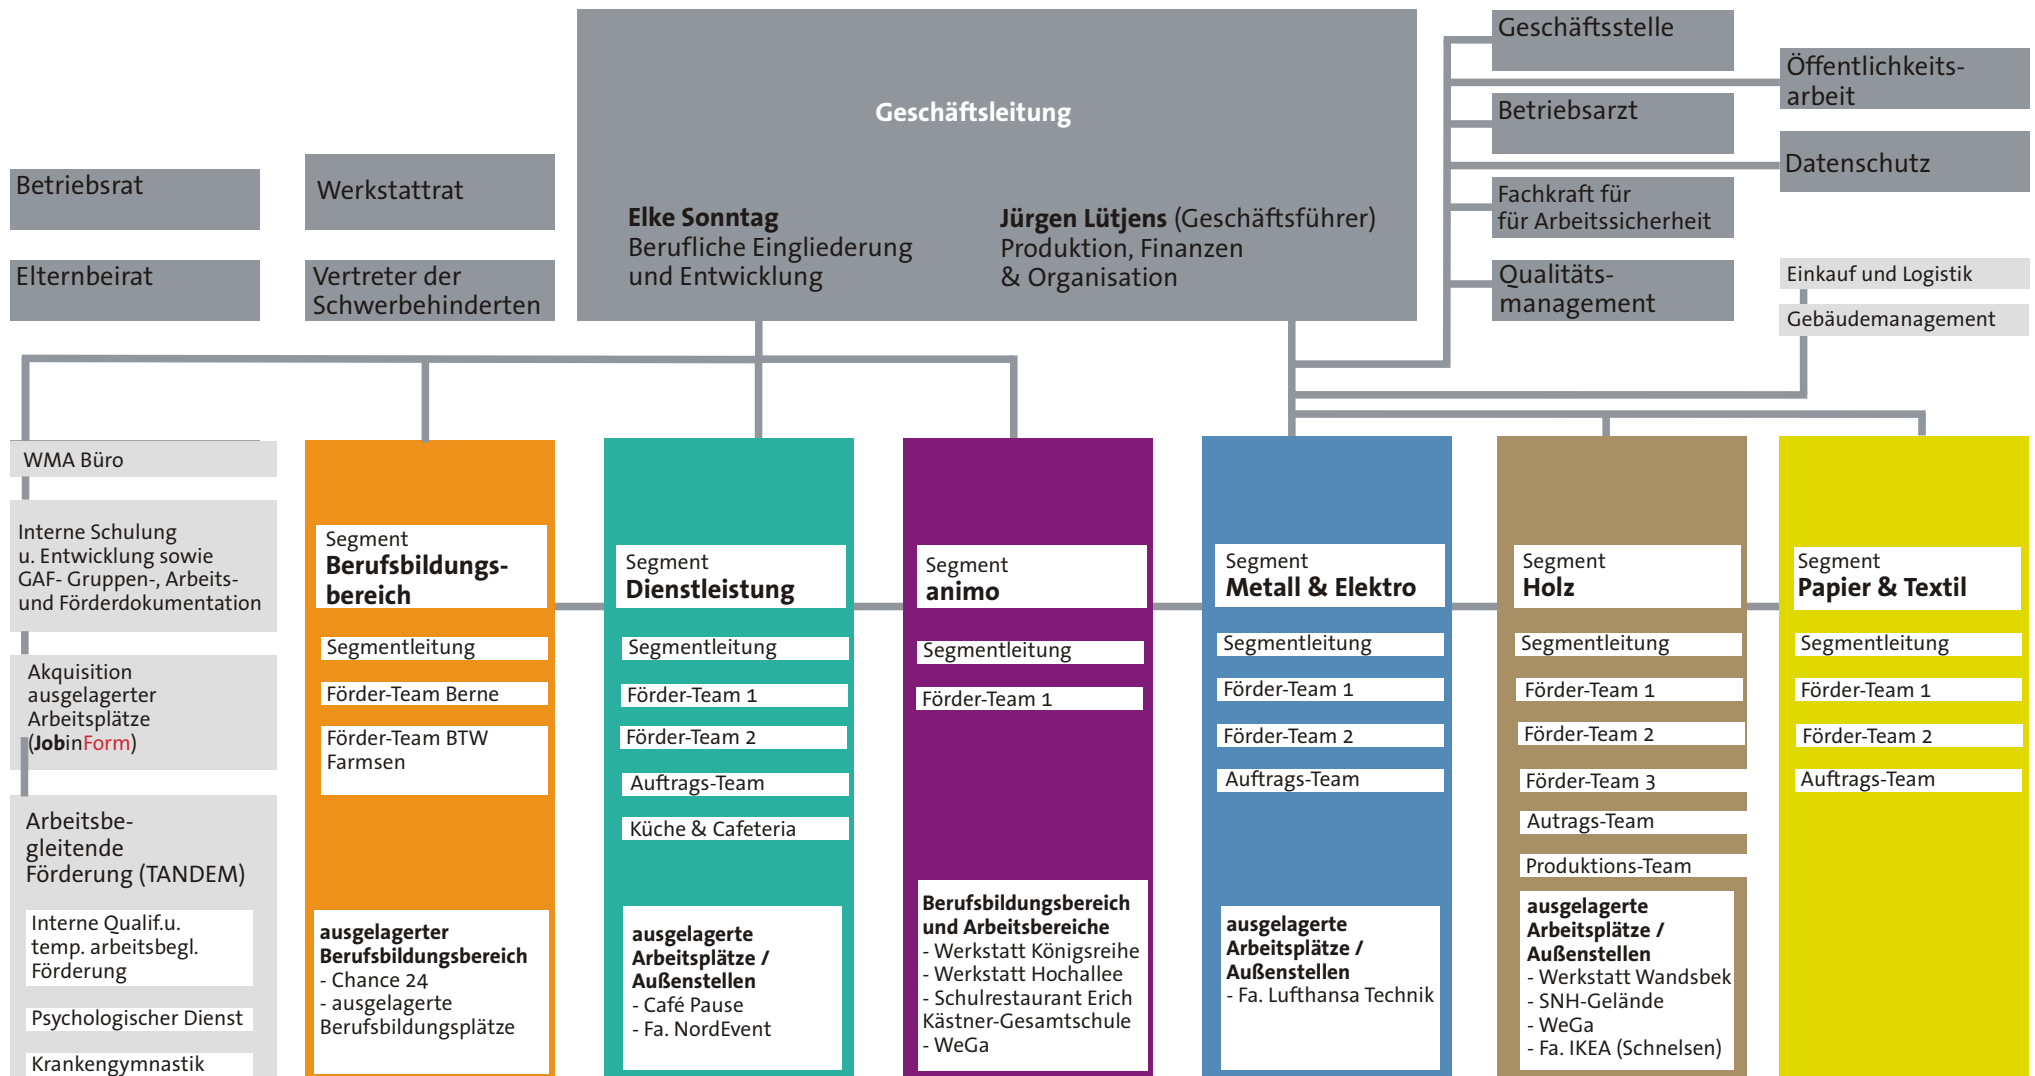 Geschäftsleitung
Elke Sonntag
Berufliche Eingliederung
und Entwicklung
Jürgen Lütjens (Geschäftsführer)
Produktion, Finanzen
& Organisation
Betriebsrat
Werkstattrat
Elternbeirat
Vertreter der
Schwerbehinderten
Geschäftsstelle
Öffentlichkeits-
arbeit
Betriebsarzt
Datenschutz
Fachkraft für
für Arbeitssicherheit
Qualitäts-
management
Einkauf und Logistik
Gebäudemanagement
WMA Büro
Interne Schulung
u. Entwicklung sowie
GAF- Gruppen-, Arbeits-
und Förderdokumentation
Akquisition
ausgelagerter
Arbeitsplätze
(JobinForm)
Arbeitsbe-
gleitende
Förderung (TANDEM)
Interne Qualif.u.
temp. arbeitsbegl.
Förderung
Psychologischer Dienst
Krankengymnastik
Segment
Berufsbildungs-
bereich
Segmentleitung
Förder-Team Berne
Förder-Team BTW
Farmsen
ausgelagerter
Berufsbildungsbereich
- Chance 24
- ausgelagerte
Berufsbildungsplätze
Segment
Dienstleistung
Segmentleitung
Förder-Team 1
Förder-Team 2
Auftrags-Team
Küche & Cafeteria
ausgelagerte
Arbeitsplätze /
Außenstellen
- Café Pause
- Fa. NordEvent
Segment
animo
Segmentleitung
Förder-Team 1
Berufsbildungsbereich
und Arbeitsbereiche
- Werkstatt Königsreihe
- Werkstatt Hochallee
- Schulrestaurant Erich
Kästner-Gesamtschule
- WeGa
Segment
Metall & Elektro
Segmentleitung
Förder-Team 1
Förder-Team 2
Auftrags-Team
ausgelagerte
Arbeitsplätze /
Außenstellen
- Fa. Lufthansa Technik
Segment
Holz
Segmentleitung
Förder-Team 1
Förder-Team 2
Förder-Team 3
Autrags-Team
Produktions-Team
ausgelagerte
Arbeitsplätze /
Außenstellen
- Werkstatt Wandsbek
- SNH-Gelände
- WeGa
- Fa. IKEA (Schnelsen)
Segment
Papier & Textil
Segmentleitung
Förder-Team 1
Förder-Team 2
Auftrags-Team